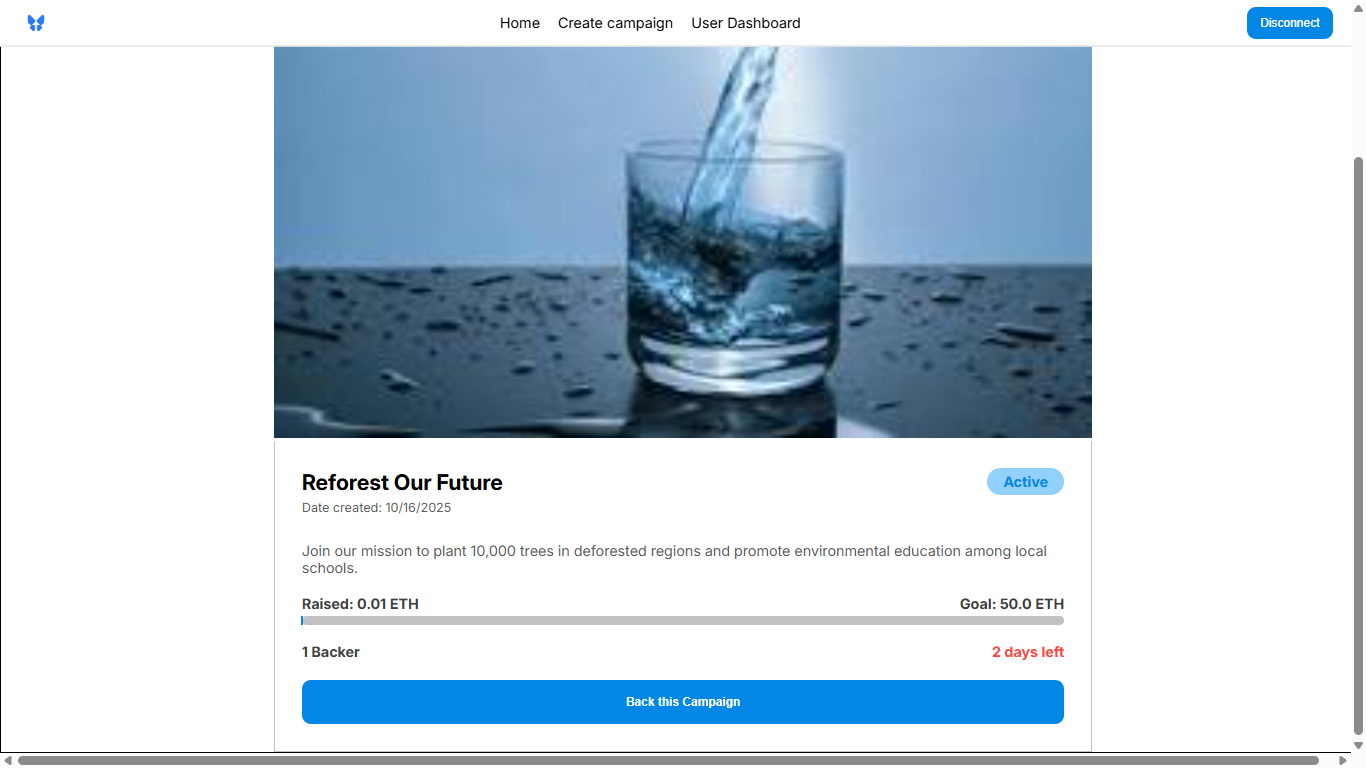 Home Create campaign User Dashboard Disconnect
Reforest Our Future
Active
Date created: 10/16/2025
Join our mission to plant 10,000 trees in deforested regions and promote environmental education among local
schools.
Raised: 0.01 ETH Goal: 50.0 ETH
1 Backer 2 days left
Back this Campaign